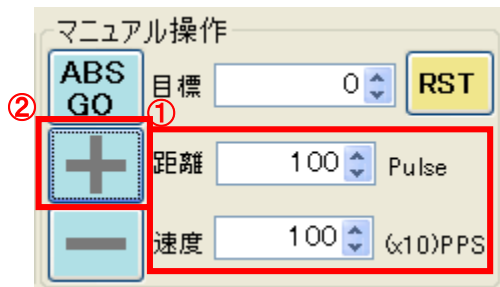 マニュアル操作
ABS GO
目標
0
RST
②
①
+
距離
100
Pulse
−
速度
100
(x10)PPS